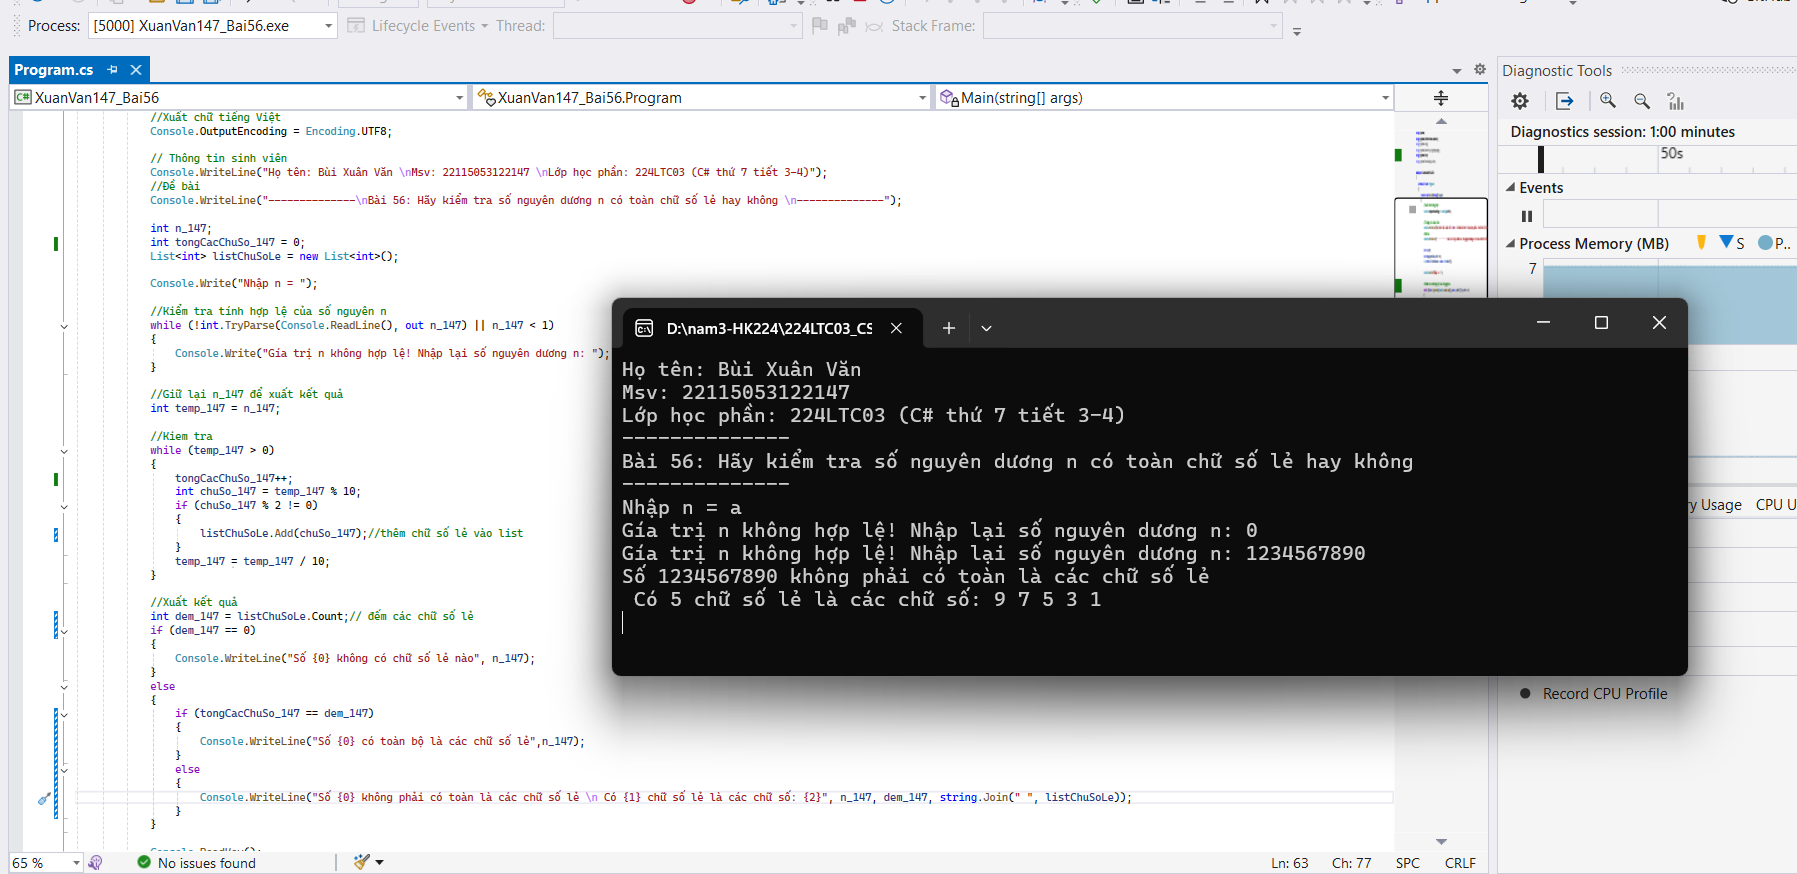 Process: [5000] XuanVan147_Bai56.exe Lifecycle Events Thread: Stack Frame:
Program.cs
XuanVan147_Bai56 XuanVan147_Bai56.Program Main(string[] args)
//Xuất chữ tiếng Việt
Console.OutputEncoding = Encoding.UTF8;
// Thông tin sinh viên
Console.WriteLine("Họ tên: Bùi Xuân Văn \nMsv: 22115053122147 \nLớp học phần: 224LTC03 (C# thứ 7 tiết 3-4)");
//Đề bài
Console.WriteLine("--------------\nBài 56: Hãy kiểm tra số nguyên dương n có toàn chữ số lẻ hay không \n--------------");
int n_147;
int tongCacChuSo_147 = 0;
List<int> listChuSoLe = new List<int>();
Console.Write("Nhập n = ");
//Kiểm tra tính hợp lệ của số nguyên n
while (!int.TryParse(Console.ReadLine(), out n_147) || n_147 < 1)
{
Console.Write("Gía trị n không hợp lệ! Nhập lại số nguyên dương n: ");
}
//Giữ lại n_147 để xuất kết quả
int temp_147 = n_147;
//Kiem tra
while (temp_147 > 0)
{
tongCacChuSo_147++;
int chuSo_147 = temp_147 % 10;
if (chuSo_147 % 2 != 0)
{
listChuSoLe.Add(chuSo_147);//thêm chữ số lẻ vào list
}
temp_147 = temp_147 / 10;
}
//Xuất kết quả
int dem_147 = listChuSoLe.Count;// đếm các chữ số lẻ
if (dem_147 == 0)
{
Console.WriteLine("Số {0} không có chữ số lẻ nào", n_147);
}
else
{
if (tongCacChuSo_147 == dem_147)
{
Console.WriteLine("Số {0} có toàn bộ là các chữ số lẻ",n_147);
}
else
{
Console.WriteLine("Số {0} không phải có toàn là các chữ số lẻ \n Có {1} chữ số lẻ là các chữ số: {2}", n_147, dem_147, string.Join(" ", listChuSoLe));
}
}
65 % No issues found Ln: 63 Ch: 77 SPC CRLF
D:\nam3-HK224\224LTC03_CS
Họ tên: Bùi Xuân Văn
Msv: 22115053122147
Lớp học phần: 224LTC03 (C# thứ 7 tiết 3-4)
--------------
Bài 56: Hãy kiểm tra số nguyên dương n có toàn chữ số lẻ hay không
--------------
Nhập n = a
Gía trị n không hợp lệ! Nhập lại số nguyên dương n: 0
Gía trị n không hợp lệ! Nhập lại số nguyên dương n: 1234567890
Số 1234567890 không phải có toàn là các chữ số lẻ
Có 5 chữ số lẻ là các chữ số: 9 7 5 3 1
Diagnostic Tools
Diagnostics session: 1:00 minutes
50s
Events
Process Memory (MB) S P..
7
ry Usage CPU U
Record CPU Profile